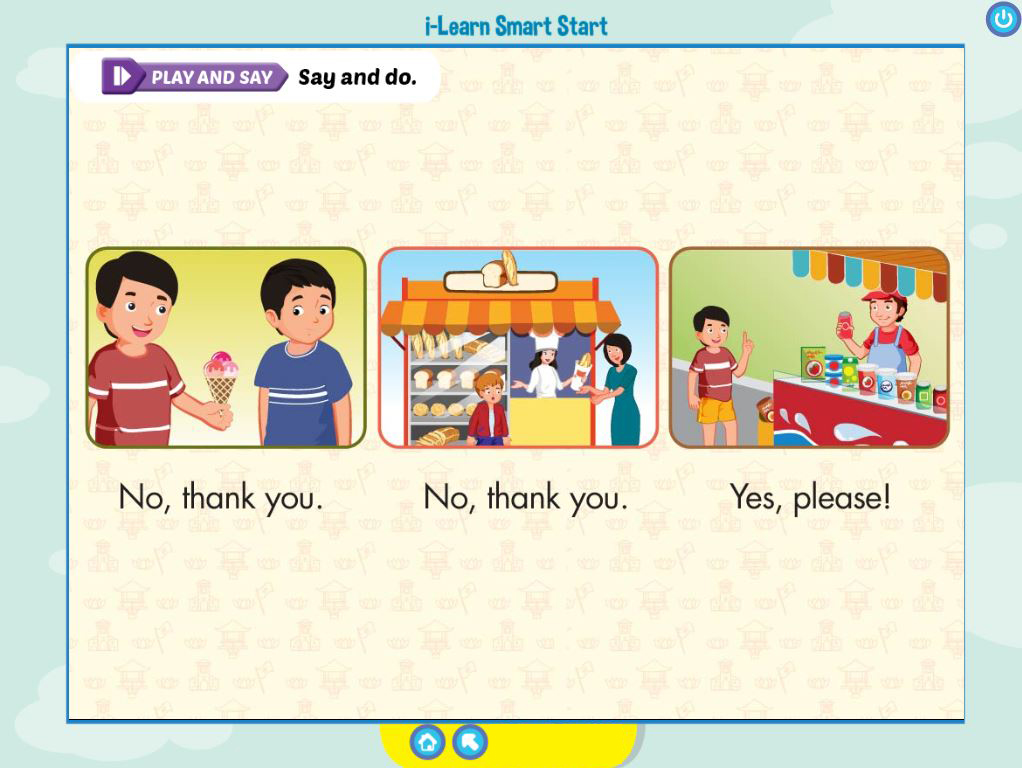 i-Learn Smart Start
PLAY AND SAY Say and do.
No, thank you.
No, thank you.
Yes, please!